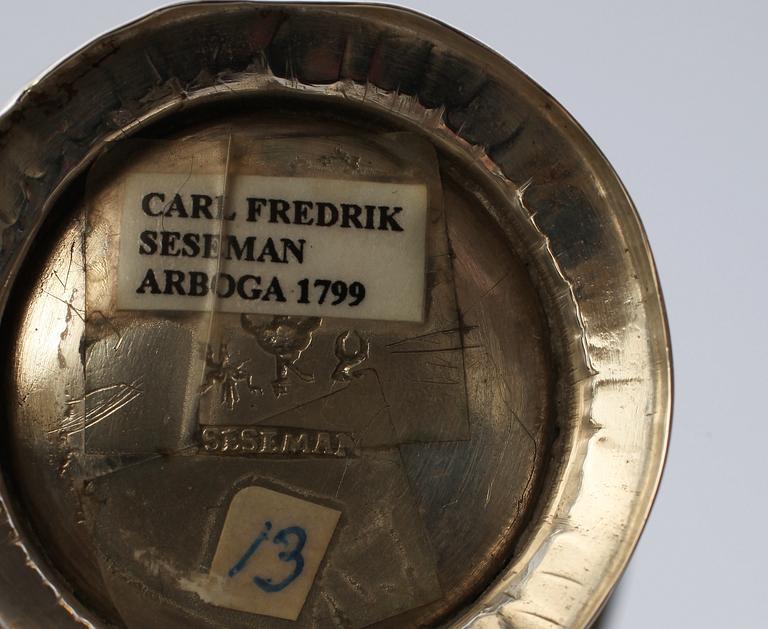 CARL FREDRIK
SESEMAN
ARBOGA 1799
SESEMAN
13